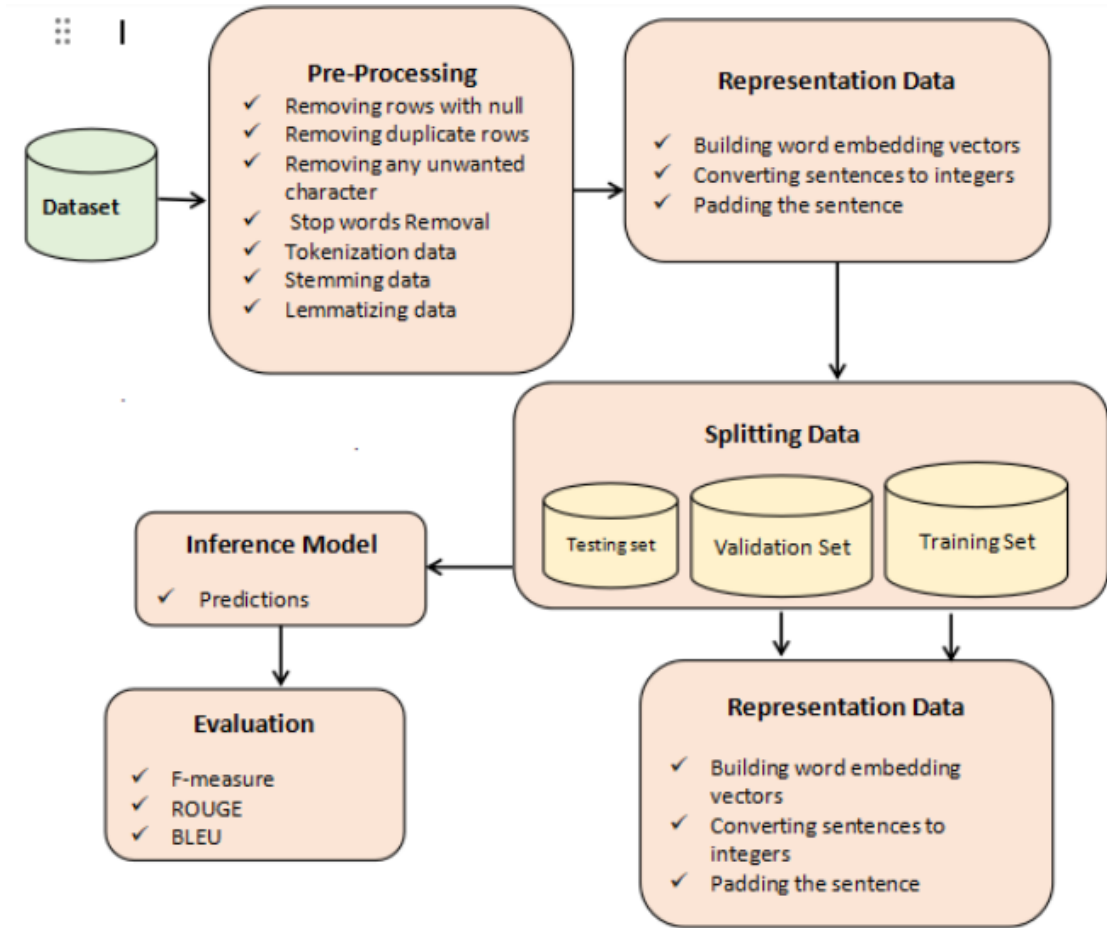 Dataset
Pre-Processing
✓ Removing rows with null
✓ Removing duplicate rows
✓ Removing any unwanted
character
✓ Stop words Removal
✓ Tokenization data
✓ Stemming data
✓ Lemmatizing data
Representation Data
✓ Building word embedding vectors
✓ Converting sentences to integers
✓ Padding the sentence
Splitting Data
Testing set
Validation Set
Training Set
Inference Model
✓ Predictions
Evaluation
✓ F-measure
✓ ROUGE
✓ BLEU
Representation Data
✓ Building word embedding
vectors
✓ Converting sentences to
integers
✓ Padding the sentence